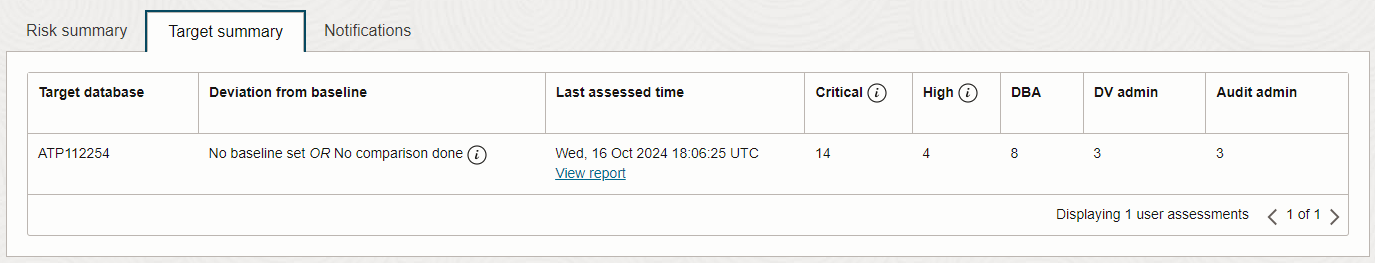 Risk summary Target summary Notifications
Target database Deviation from baseline Last assessed time Critical i High i DBA DV admin Audit admin
ATP112254 No baseline set OR No comparison done i Wed, 16 Oct 2024 18:06:25 UTC 14 4 8 3 3
View report
Displaying 1 user assessments 1 of 1